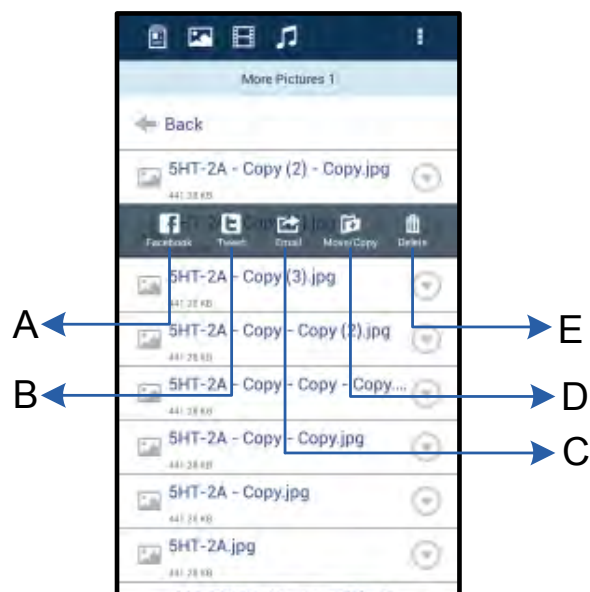 More Pictures 1
Back
5HT-2A - Copy (2) - Copy.jpg
441.28 KB
Facebook Tweet Email Move/Copy Delete
5HT-2A - Copy (3).jpg
441.28 KB
A
E
5HT-2A - Copy - Copy (2).jpg
441.28 KB
B
D
5HT-2A - Copy - Copy - Copy....
441.28 KB
C
5HT-2A - Copy - Copy.jpg
441.28 KB
5HT-2A - Copy.jpg
441.28 KB
5HT-2A.jpg
441.28 KB